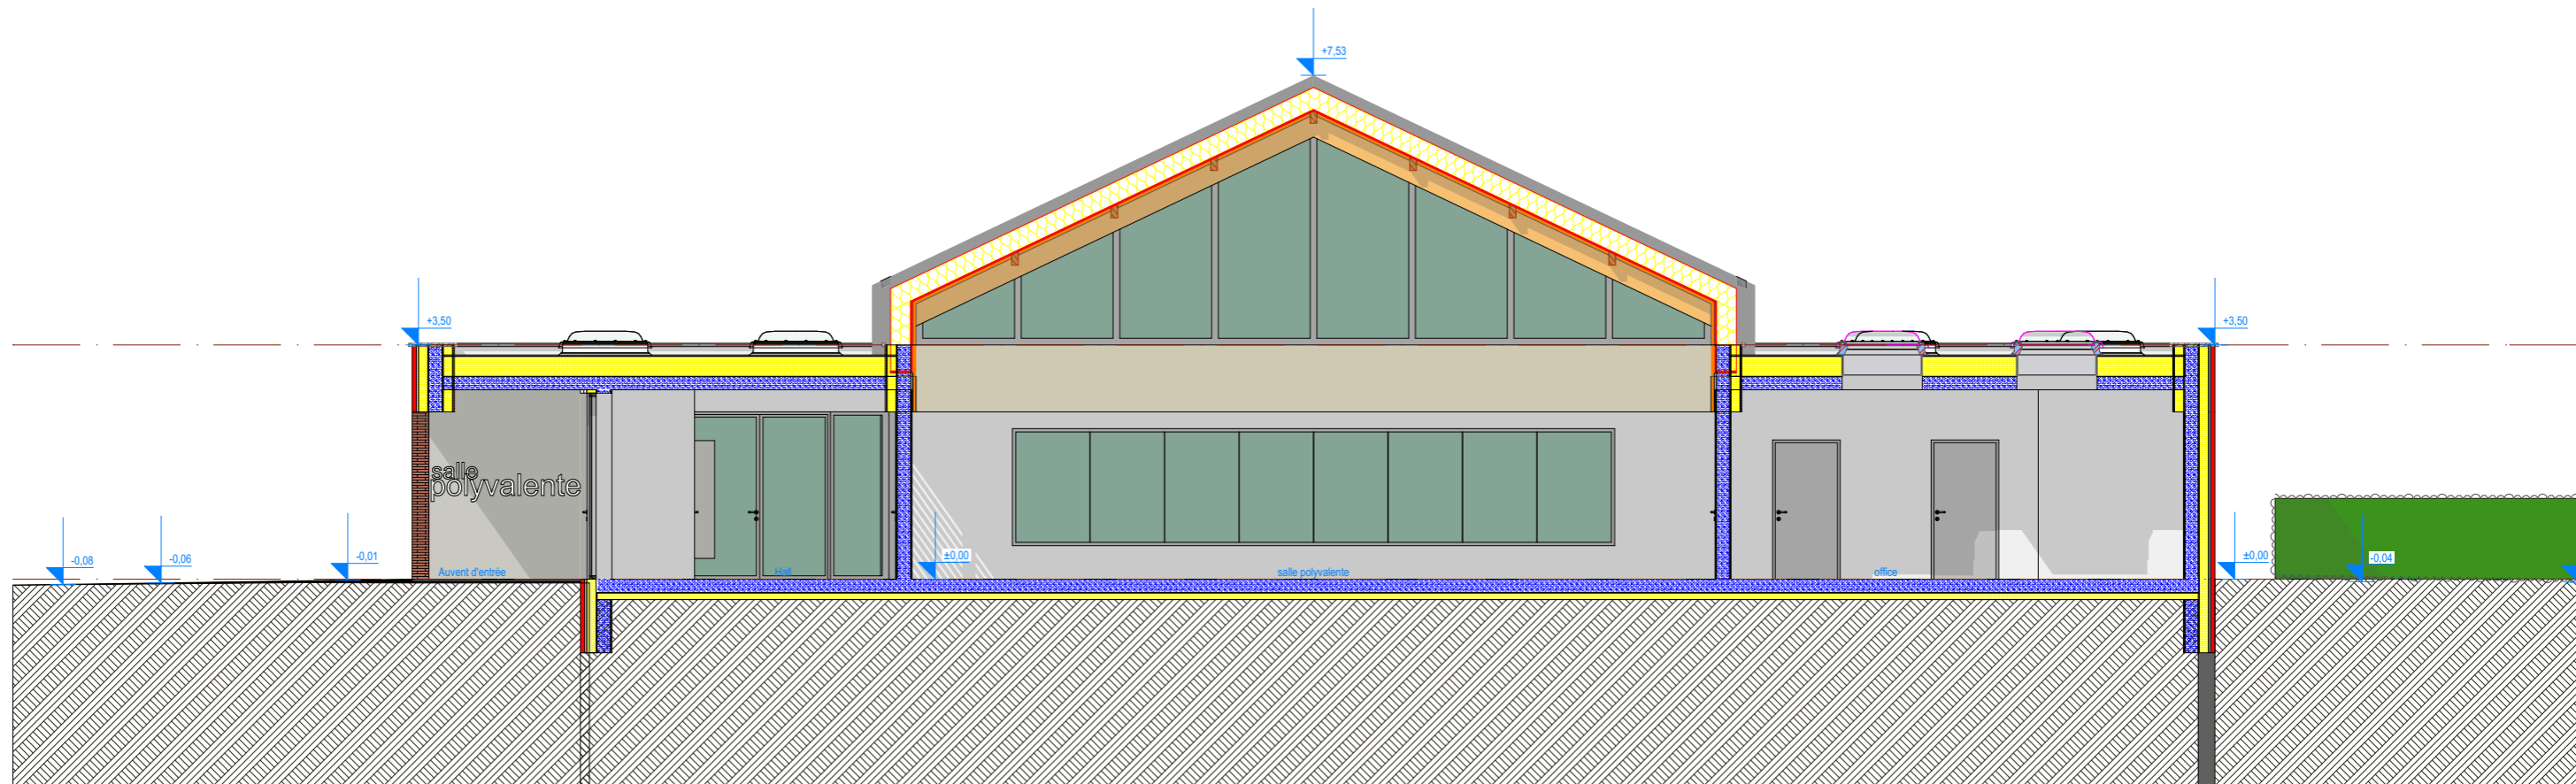 +7,53
+3,50
+3,50
salle
polyvalente
-0,08
-0,06
-0,01
±0,00
±0,00
-0,04
Auvent d'entrée
Hall
salle polyvalente
office